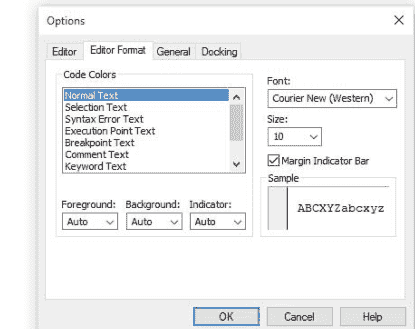 Options
Editor Editor Format General Docking
Code Colors
Normal Text
Selection Text
Syntax Error Text
Execution Point Text
Breakpoint Text
Comment Text
Keyword Text
Foreground: Background: Indicator:
Auto Auto Auto
Font:
Courier New (Western)
Size:
10
Margin Indicator Bar
Sample
ABCXYZabcxyz
OK Cancel Help